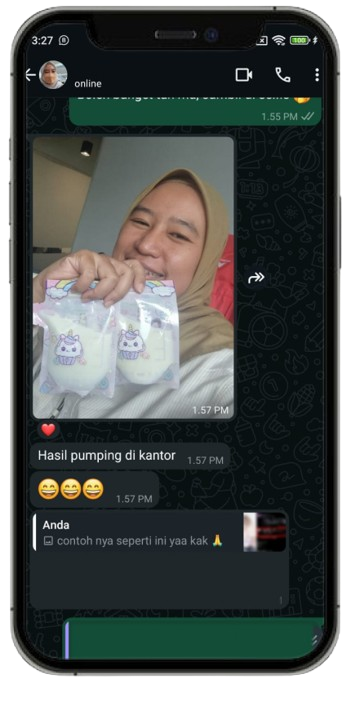 3:27
100
online
1.55 PM
1.57 PM
Hasil pumping di kantor 1.57 PM
😄😄😄 1.57 PM
Anda
contoh nya seperti ini yaa kak 🙏